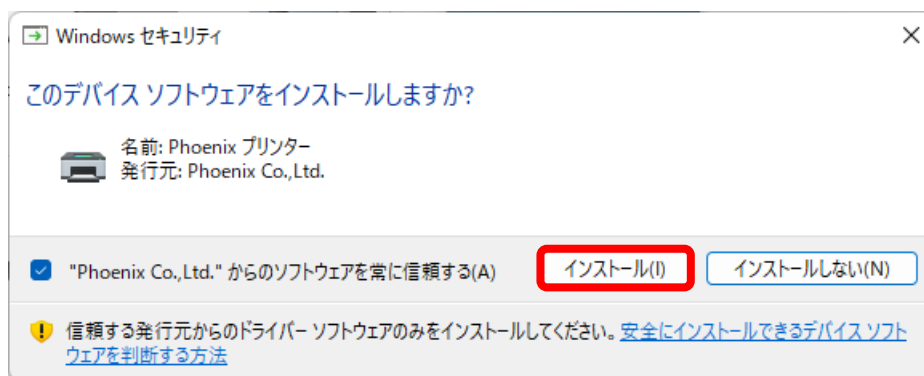 Windows セキュリティ
このデバイス ソフトウェアをインストールしますか?
名前: Phoenix プリンター
発行元: Phoenix Co.,Ltd.
"Phoenix Co.,Ltd." からのソフトウェアを常に信頼する(A)
インストール(I)
インストールしない(N)
信頼する発行元からのドライバー ソフトウェアのみをインストールしてください。安全にインストールできるデバイス ソフト
ウェアを判断する方法